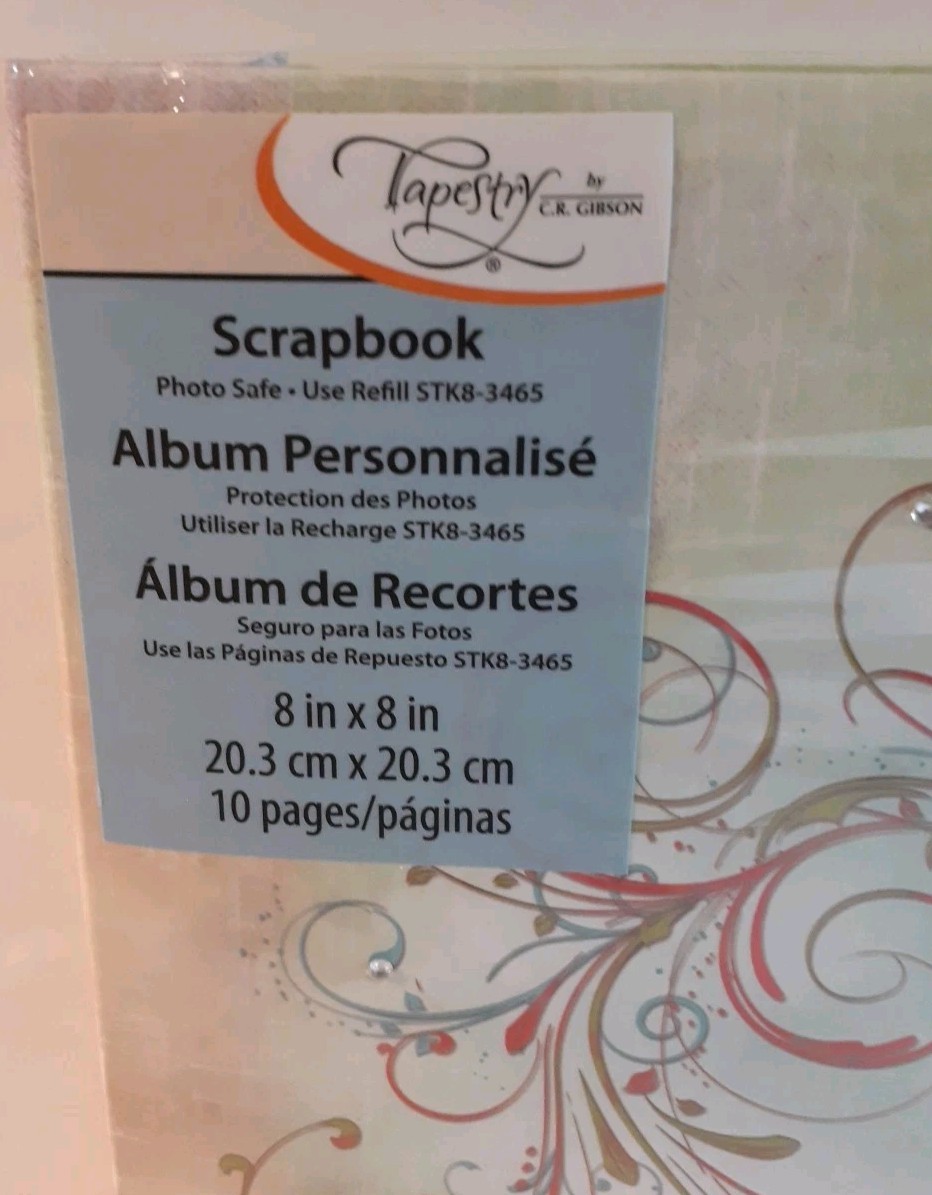 Tapestry by
C.R. GIBSON
®
Scrapbook
Photo Safe • Use Refill STK8-3465
Album Personnalisé
Protection des Photos
Utiliser la Recharge STK8-3465
Álbum de Recortes
Seguro para las Fotos
Use las Páginas de Repuesto STK8-3465
8 in x 8 in
20.3 cm x 20.3 cm
10 pages/páginas